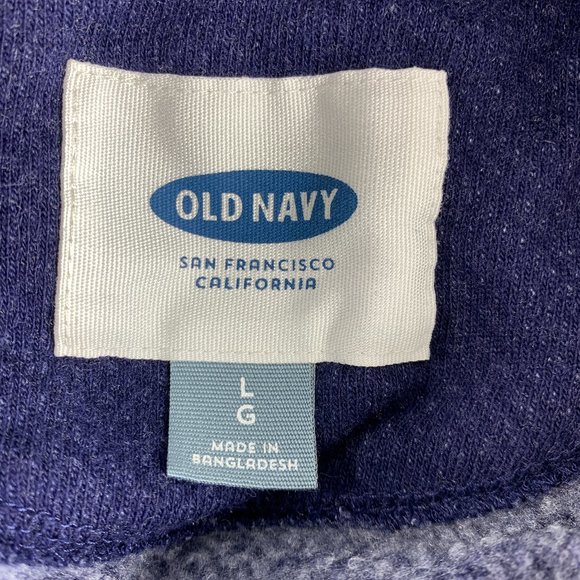 OLD NAVY
SAN FRANCISCO
CALIFORNIA
L
G
MADE IN
BANGLADESH